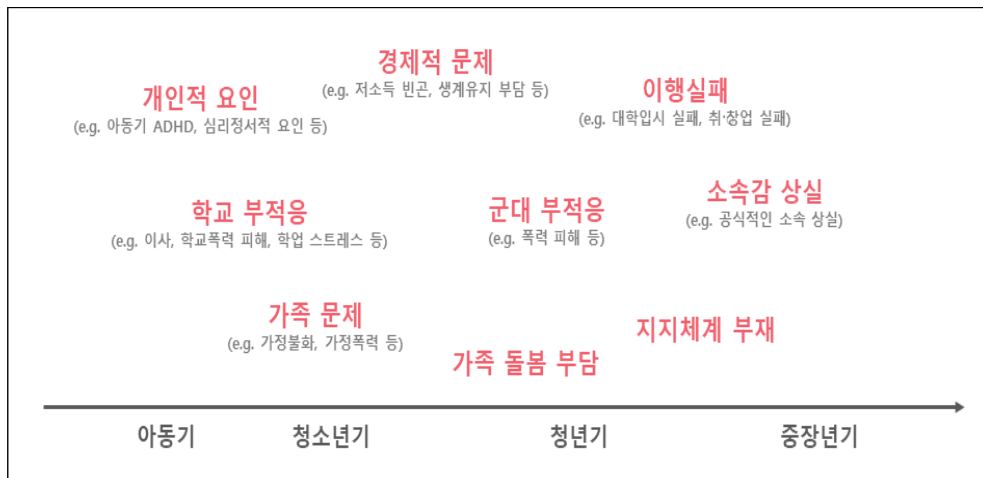 경제적 문제
(e.g. 저소득 빈곤, 생계유지 부담 등)
개인적 요인
(e.g. 아동기 ADHD, 심리정서적 요인 등)
이행실패
(e.g. 대학입시 실패, 취·창업 실패)
학교 부적응
(e.g. 이사, 학교폭력 피해, 학업 스트레스 등)
군대 부적응
(e.g. 폭력 피해 등)
소속감 상실
(e.g. 공식적인 소속 상실)
가족 문제
(e.g. 가정불화, 가정폭력 등)
가족 돌봄 부담
지지체계 부재
아동기 청소년기 청년기 중장년기